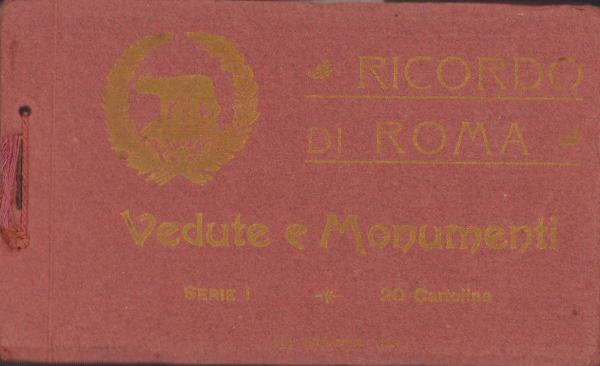 RICORDO
DI ROMA
Vedute e Monumenti
SERIE I 20 Cartoline